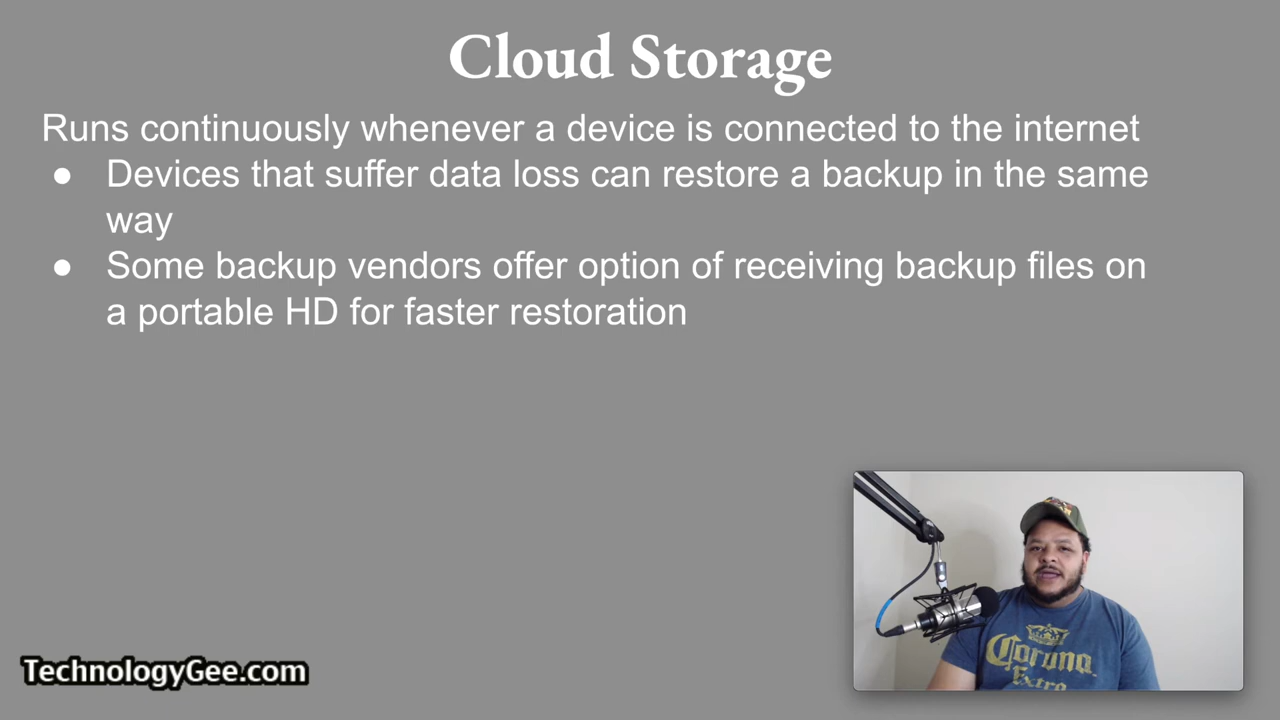 Cloud Storage
Runs continuously whenever a device is connected to the internet
● Devices that suffer data loss can restore a backup in the same
way
● Some backup vendors offer option of receiving backup files on
a portable HD for faster restoration
Corona
Extra
TechnologyGee.com